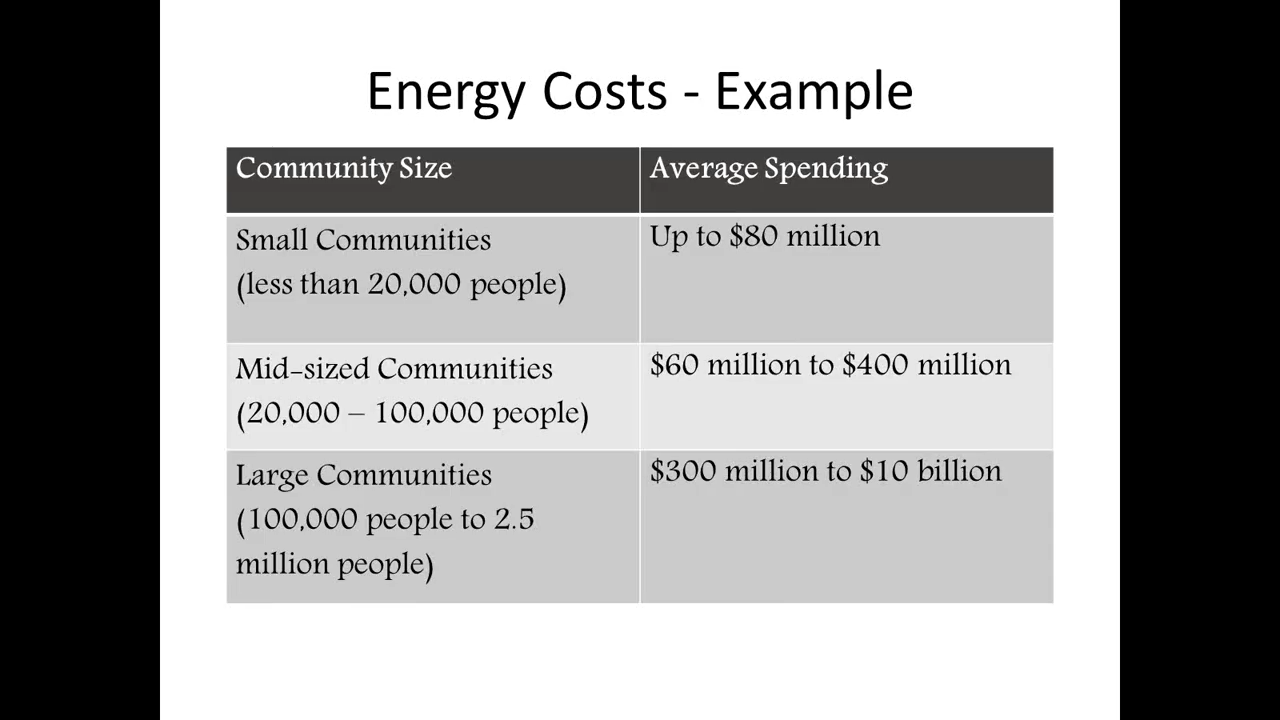 Energy Costs - Example
Community Size
Average Spending
Small Communities
(less than 20,000 people)
Up to $80 million
Mid-sized Communities
(20,000 – 100,000 people)
$60 million to $400 million
Large Communities
(100,000 people to 2.5
million people)
$300 million to $10 billion